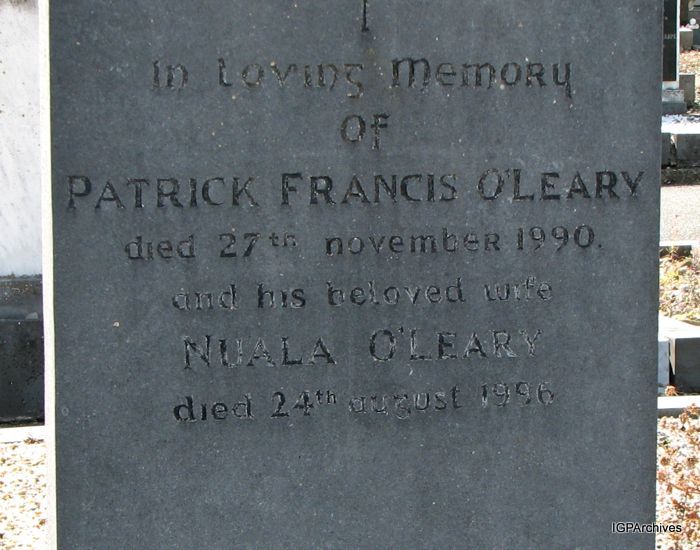 In Loving Memory
Of
PATRICK FRANCIS O'LEARY
died 27th november 1990.
and his beloved wife
NUALA O'LEARY
died 24th august 1996
IGPArchives